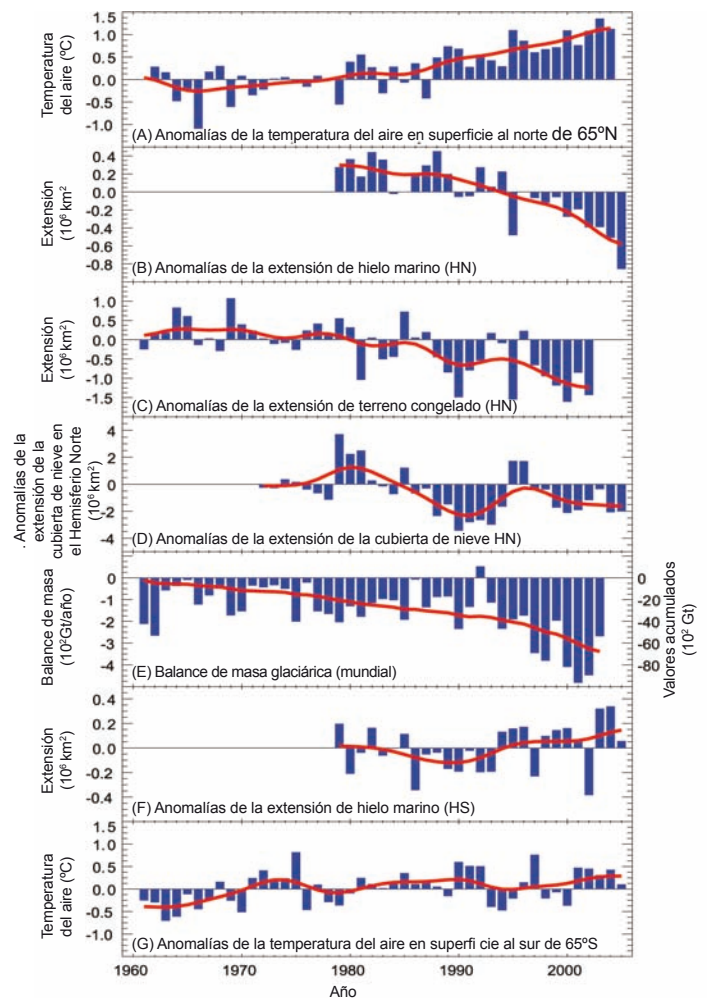 Temperatura
del aire (ºC)
1.5
1.0
0.5
0.0
-0.5
-1.0
(A) Anomalías de la temperatura del aire en superficie al norte de 65ºN
Extensión
(10⁶ km²)
0.4
0.2
0.0
-0.2
-0.4
-0.6
-0.8
(B) Anomalías de la extensión de hielo marino (HN)
Extensión
(10⁶ km²)
1.0
0.5
0.0
-0.5
-1.0
-1.5
(C) Anomalías de la extensión de terreno congelado (HN)
. Anomalías de la
extensión de la
cubierta de nieve en
el Hemisferio Norte
(10⁶ km²)
4
2
0
-2
-4
(D) Anomalías de la extensión de la cubierta de nieve HN)
Balance de masa
(10²Gt/año)
0
-1
-2
-3
-4
0
-20
-40
-60
-80
Valores acumulados
(10² Gt)
(E) Balance de masa glaciárica (mundial)
Extensión
(10⁶ km²)
0.4
0.2
0.0
-0.2
-0.4
(F) Anomalías de la extensión de hielo marino (HS)
Temperatura
del aire (ºC)
1.5
1.0
0.5
0.0
-0.5
-1.0
(G) Anomalías de la temperatura del aire en superfi cie al sur de 65ºS
1960 1970 1980 1990 2000
Año